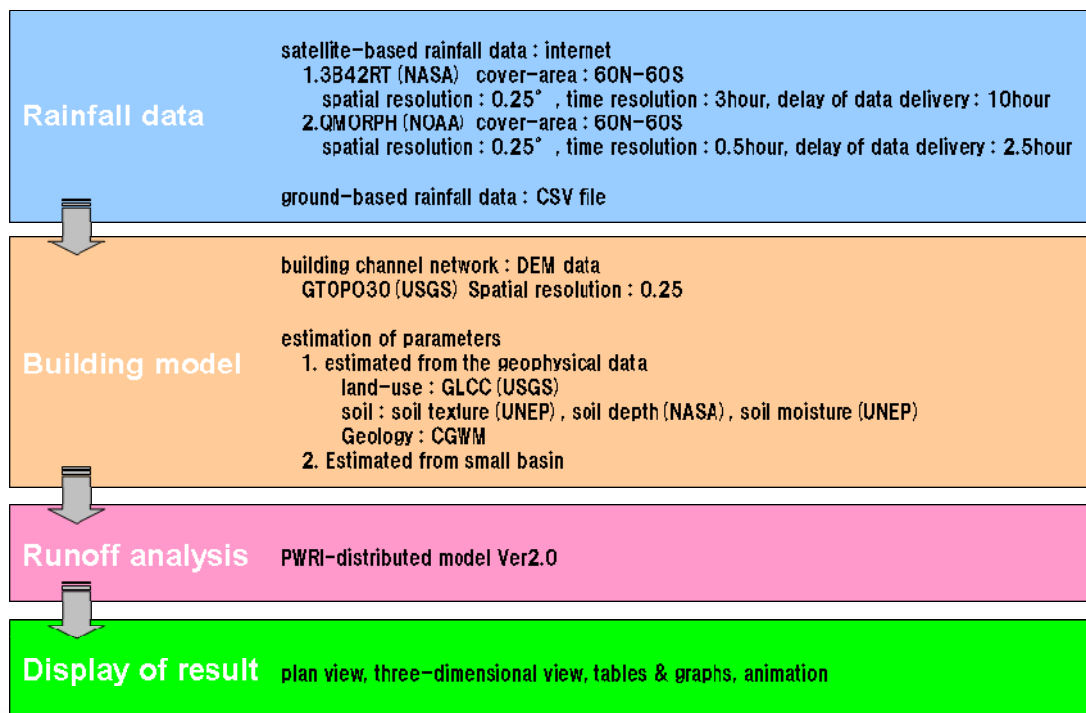 Rainfall data
satellite-based rainfall data : internet
1.3B42RT (NASA) cover-area : 60N-60S
spatial resolution : 0.25° , time resolution : 3hour, delay of data delivery : 10hour
2.QMORPH (NOAA) cover-area : 60N-60S
spatial resolution : 0.25° , time resolution : 0.5hour, delay of data delivery : 2.5hour
ground-based rainfall data : CSV file
Building model
building channel network : DEM data
GTOPO30 (USGS) Spatial resolution : 0.25
estimation of parameters
1. estimated from the geophysical data
land-use : GLCC (USGS)
soil : soil texture (UNEP) , soil depth (NASA) , soil moisture (UNEP)
Geology : CGWM
2. Estimated from small basin
Runoff analysis
PWRI-distributed model Ver2.0
Display of result
plan view, three-dimensional view, tables & graphs, animation